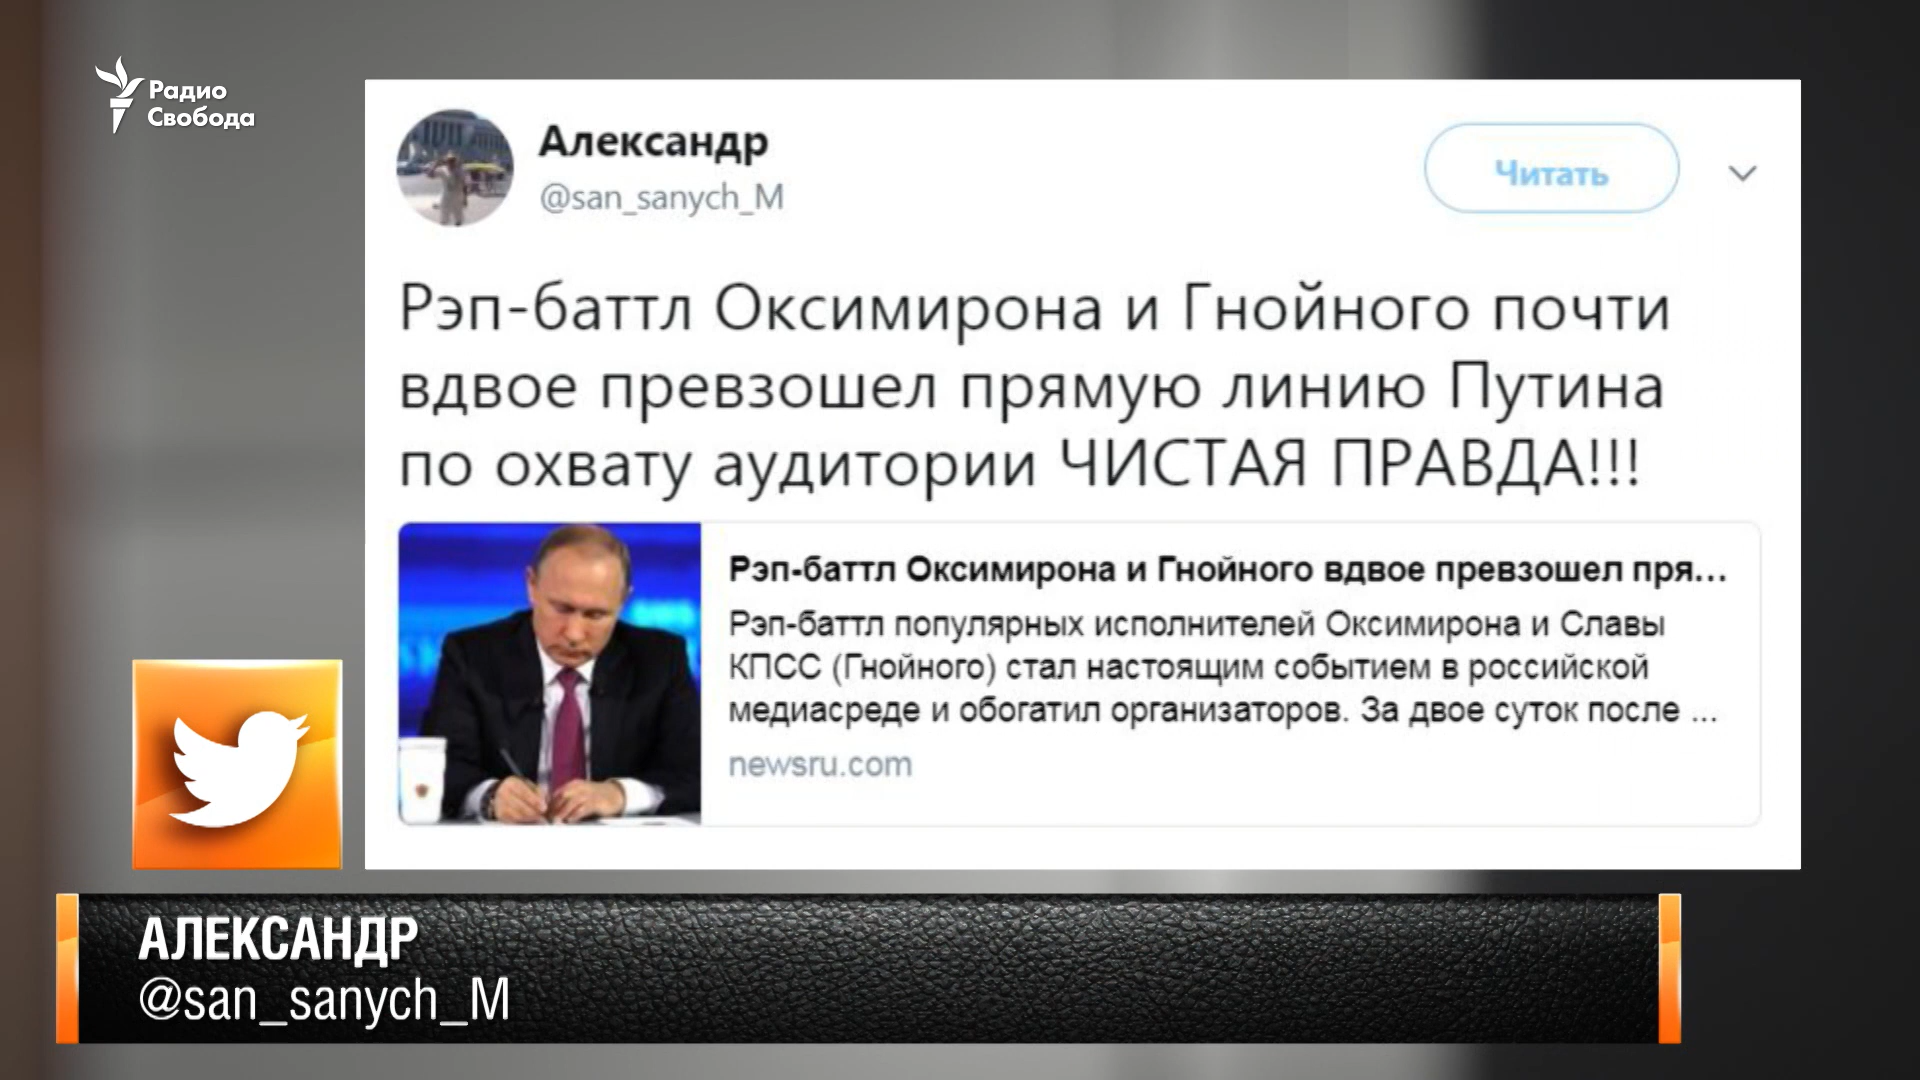 Радио
Свобода
Александр
@san_sanych_M
Читать
Рэп-баттл Оксимирона и Гнойного почти
вдвое превзошел прямую линию Путина
по охвату аудитории ЧИСТАЯ ПРАВДА!!!
Рэп-баттл Оксимирона и Гнойного вдвое превзошел пря...
Рэп-баттл популярных исполнителей Оксимирона и Славы
КПСС (Гнойного) стал настоящим событием в российской
медиасреде и обогатил организаторов. За двое суток после ...
newsru.com
АЛЕКСАНДР
@san_sanych_M